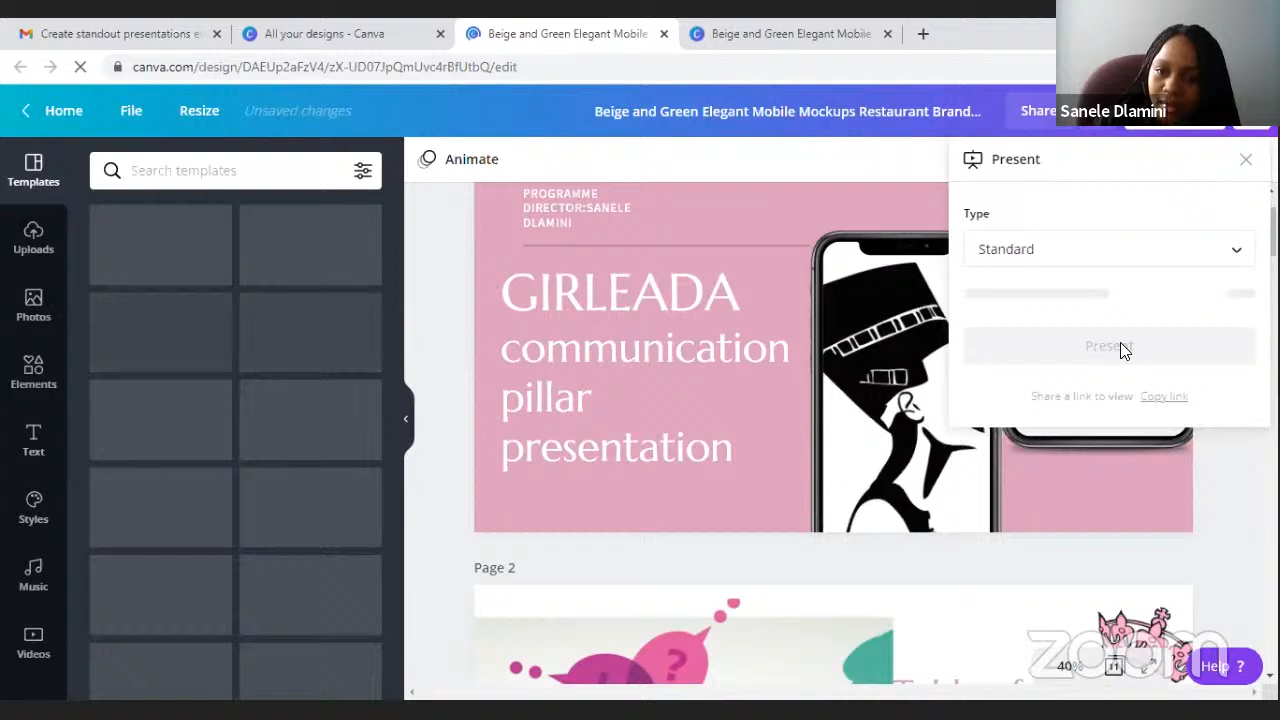 Create standout presentations e
All your designs - Canva
Beige and Green Elegant Mobile
Beige and Green Elegant Mobile
canva.com/design/DAEUp2aFzV4/zX-UD07JpQmUvc4rBfUtbQ/edit
Home
File
Resize
Unsaved changes
Beige and Green Elegant Mobile Mockups Restaurant Brand...
Share
Sanele Dlamini
Templates
Search templates
Animate
Present
Uploads
Photos
Elements
Text
Styles
Music
Videos
PROGRAMME
DIRECTOR:SANELE
DLAMINI
GIRLEADA
communication
pillar
presentation
Type
Standard
Present
Share a link to view Copy link
Page 2
?
!
zoom
40%
11
Help ?